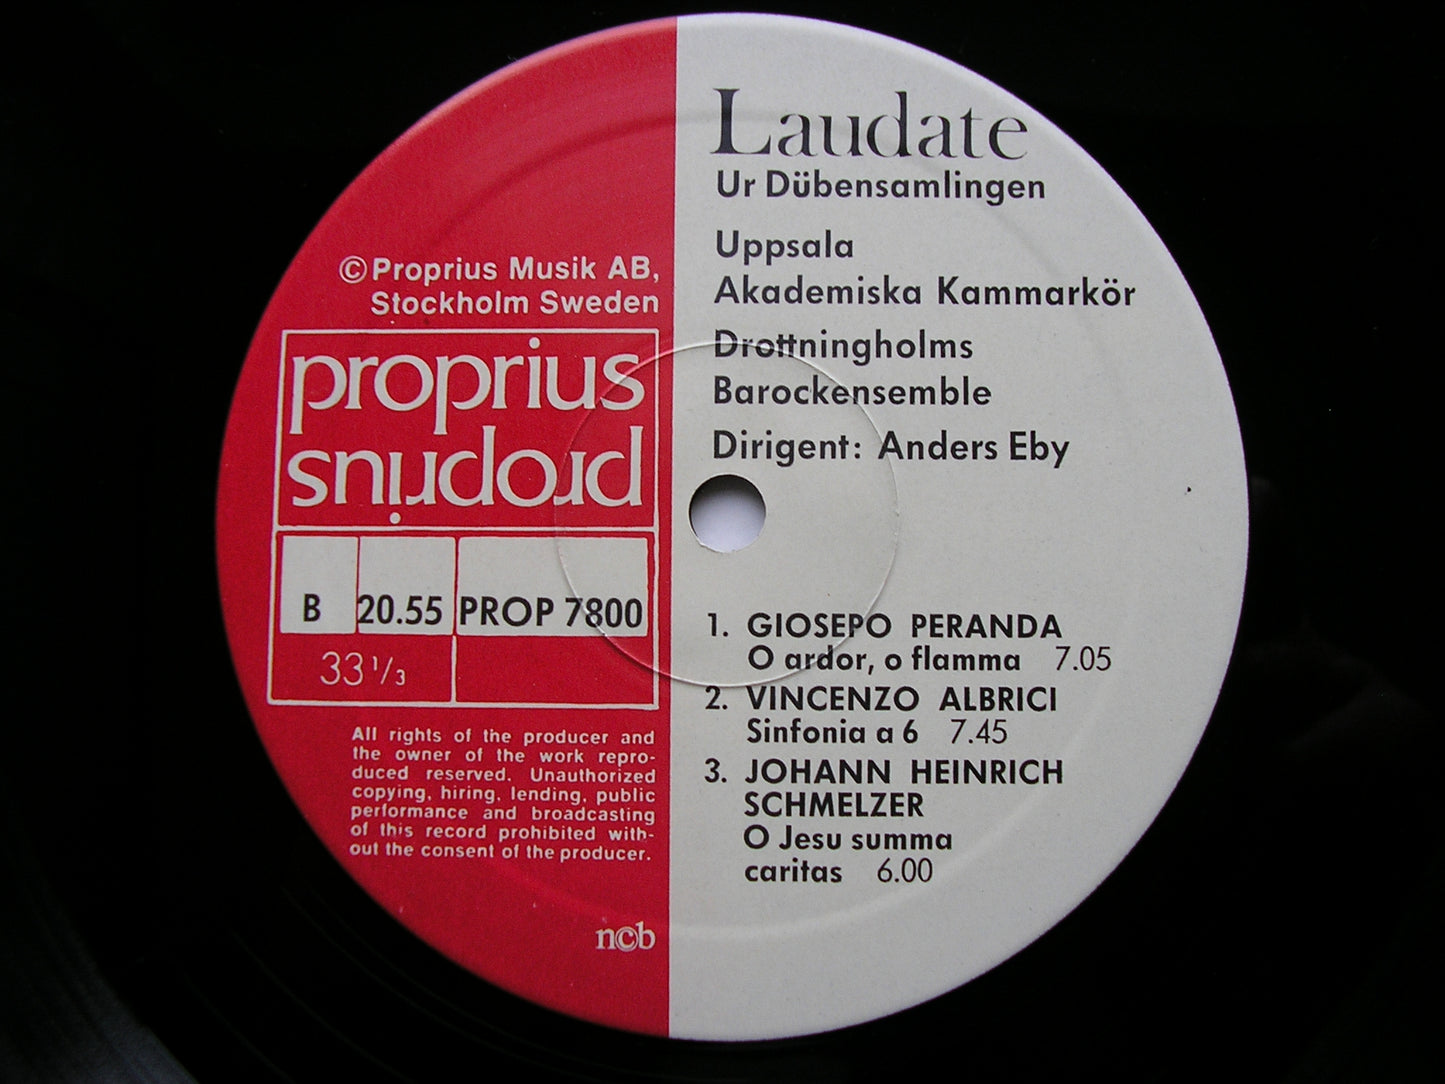 ©Proprius Musik AB,
Stockholm Sweden
proprius
proprius
B 20.55 PROP 7800
33 1/3
All rights of the producer and
the owner of the work repro-
duced reserved. Unauthorized
copying, hiring, lending, public
performance and broadcasting
of this record prohibited with-
out the consent of the producer.
ncb
Laudate
Ur Dübensamlingen
Uppsala
Akademiska Kammarkör
Drottningholms
Barockensemble
Dirigent: Anders Eby
1. GIOSEPO PERANDA
O ardor, o flamma 7.05
2. VINCENZO ALBRICI
Sinfonia a 6 7.45
3. JOHANN HEINRICH
SCHMELZER
O Jesu summa
caritas 6.00